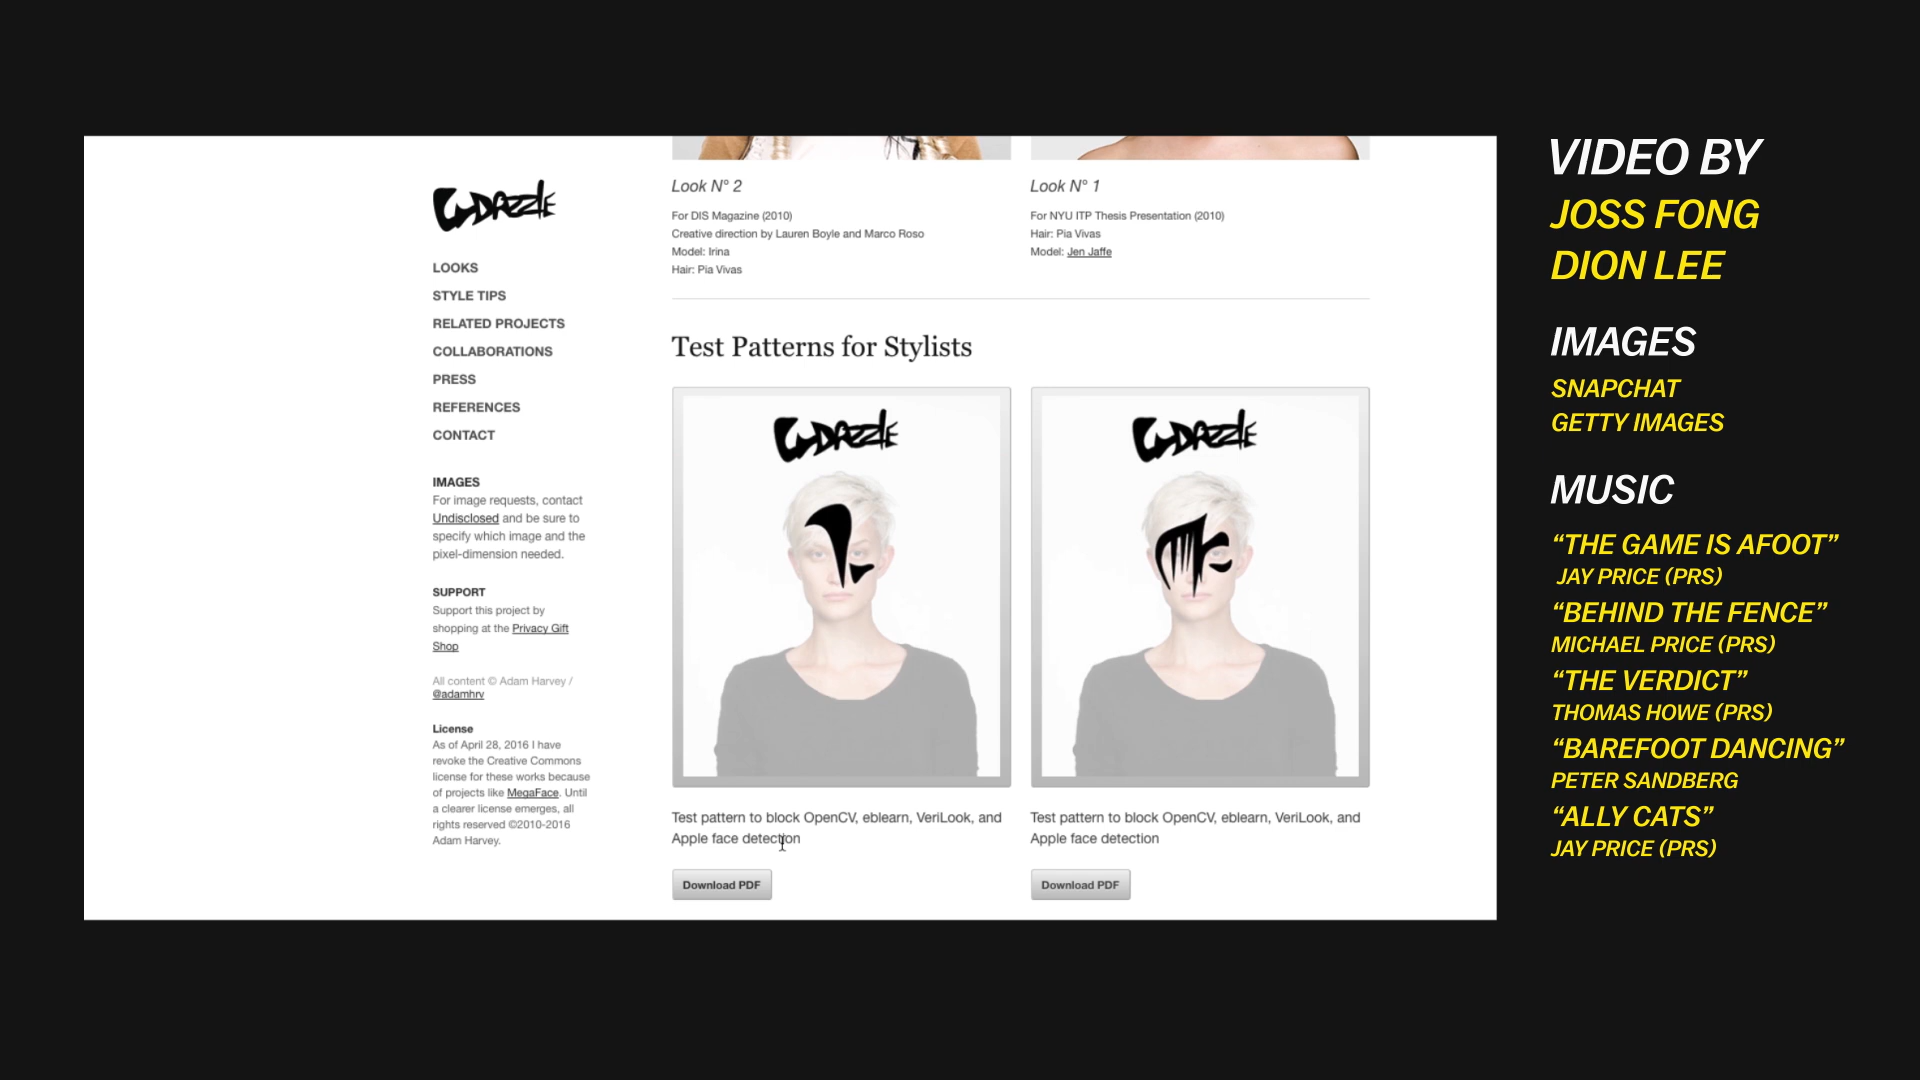 CV DAZZLE
LOOKS
STYLE TIPS
RELATED PROJECTS
COLLABORATIONS
PRESS
REFERENCES
CONTACT
IMAGES
For image requests, contact
Undisclosed and be sure to
specify which image and the
pixel-dimension needed.
SUPPORT
Support this project by
shopping at the Privacy Gift
Shop
All content © Adam Harvey /
@adamhrv
License
As of April 28, 2016 I have
revoke the Creative Commons
license for these works because
of projects like MegaFace. Until
a clearer license emerges, all
rights reserved ©2010-2016
Adam Harvey.
Look N° 2
For DIS Magazine (2010)
Creative direction by Lauren Boyle and Marco Roso
Model: Irina
Hair: Pia Vivas
Look N° 1
For NYU ITP Thesis Presentation (2010)
Hair: Pia Vivas
Model: Jen Jaffe
Test Patterns for Stylists
CV DAZZLE
Test pattern to block OpenCV, eblearn, VeriLook, and
Apple face detection
Download PDF
CV DAZZLE
Test pattern to block OpenCV, eblearn, VeriLook, and
Apple face detection
Download PDF
VIDEO BY
JOSS FONG
DION LEE
IMAGES
SNAPCHAT
GETTY IMAGES
MUSIC
“THE GAME IS AFOOT”
JAY PRICE (PRS)
“BEHIND THE FENCE”
MICHAEL PRICE (PRS)
“THE VERDICT”
THOMAS HOWE (PRS)
“BAREFOOT DANCING”
PETER SANDBERG
“ALLY CATS”
JAY PRICE (PRS)